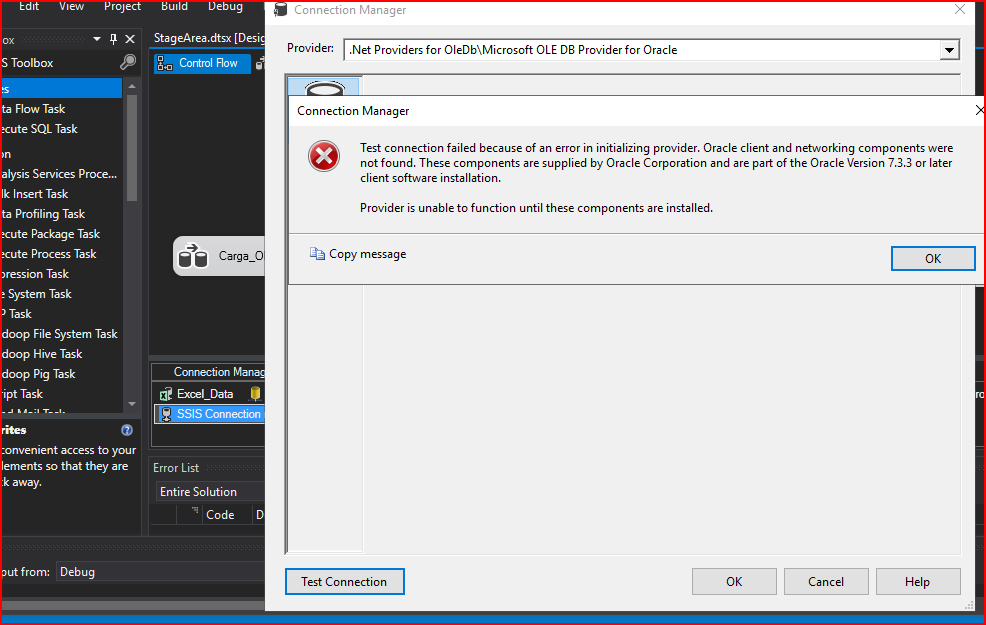 Edit View Project Build Debug
Connection Manager
ox
StageArea.dtsx [Desig
Provider: .Net Providers for OleDb\Microsoft OLE DB Provider for Oracle
S Toolbox
Control Flow
es
ta Flow Task
ecute SQL Task
on
alysis Services Proce...
lk Insert Task
ta Profiling Task
ecute Package Task
ecute Process Task
pression Task
e System Task
P Task
doop File System Task
doop Hive Task
doop Pig Task
ript Task
nd Mail Task
rites
convenient access to your
lements so that they are
k away.
Connection Manager
Test connection failed because of an error in initializing provider. Oracle client and networking components were
not found. These components are supplied by Oracle Corporation and are part of the Oracle Version 7.3.3 or later
client software installation.
Provider is unable to function until these components are installed.
Copy message
OK
Carga_O
Connection Manag
Excel_Data
SSIS Connection
ro
Error List
Entire Solution
Code D
put from: Debug
Test Connection
OK
Cancel
Help